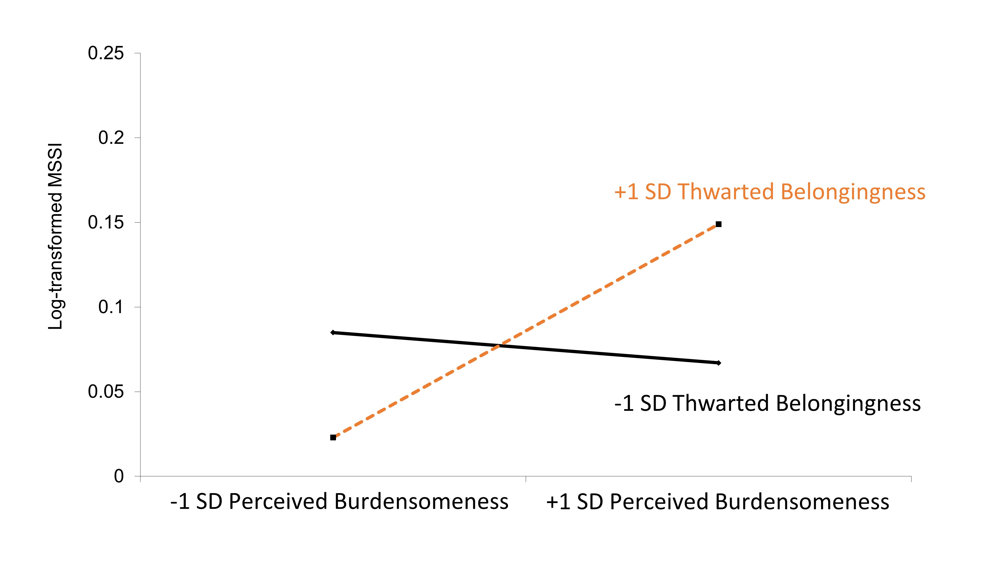 0.25
0.2
0.15
0.1
0.05
0
Log-transformed MSSI
+1 SD Thwarted Belongingness
-1 SD Thwarted Belongingness
-1 SD Perceived Burdensomeness
+1 SD Perceived Burdensomeness